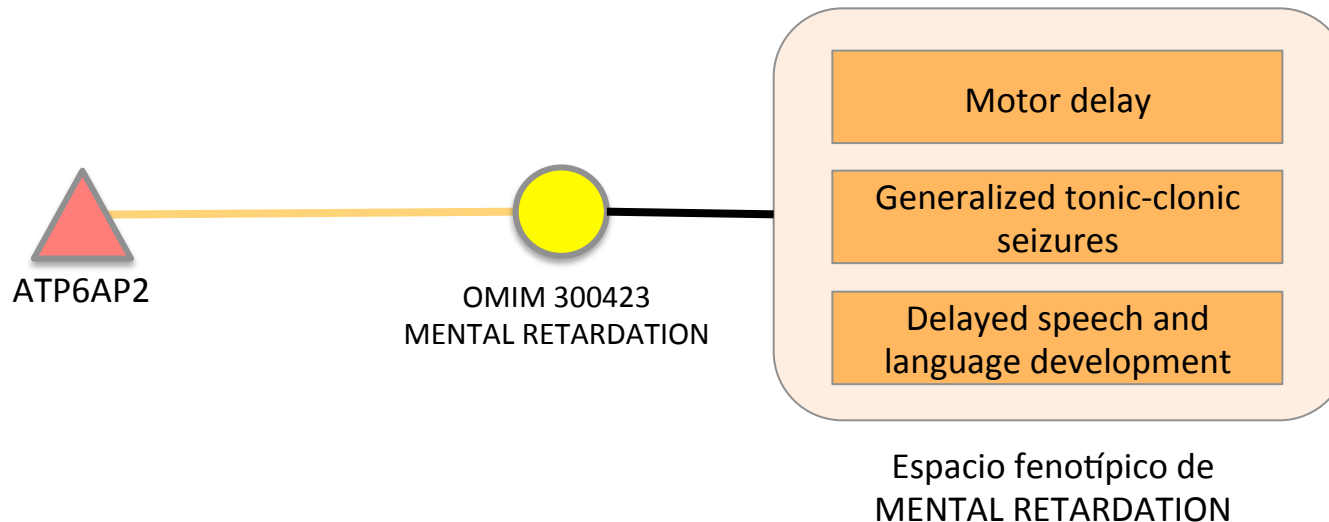 ATP6AP2
OMIM 300423
MENTAL RETARDATION
Motor delay
Generalized tonic-clonic
seizures
Delayed speech and
language development
Espacio fenotípico de
MENTAL RETARDATION